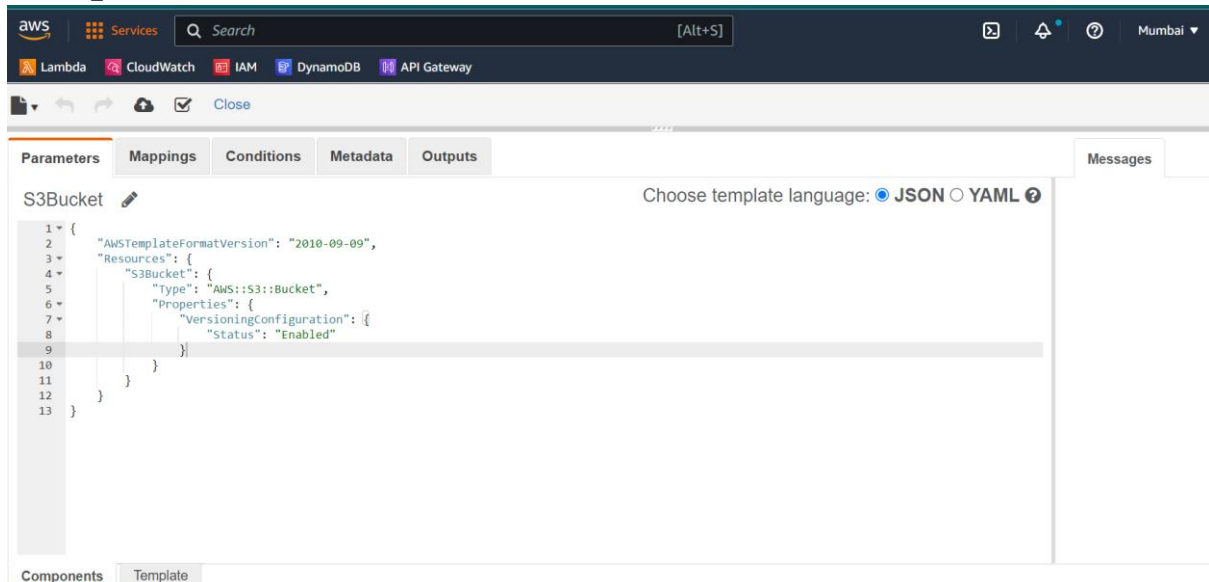 aws Services Search [Alt+S] Mumbai
Lambda CloudWatch IAM DynamoDB API Gateway
Close
Parameters Mappings Conditions Metadata Outputs Messages
S3Bucket Choose template language: JSON YAML
1 {
2 "AWSTemplateFormatVersion": "2010-09-09",
3 "Resources": {
4 "S3Bucket": {
5 "Type": "AWS::S3::Bucket",
6 "Properties": {
7 "VersioningConfiguration": {
8 "Status": "Enabled"
9 }
10 }
11 }
12 }
13 }
Components Template